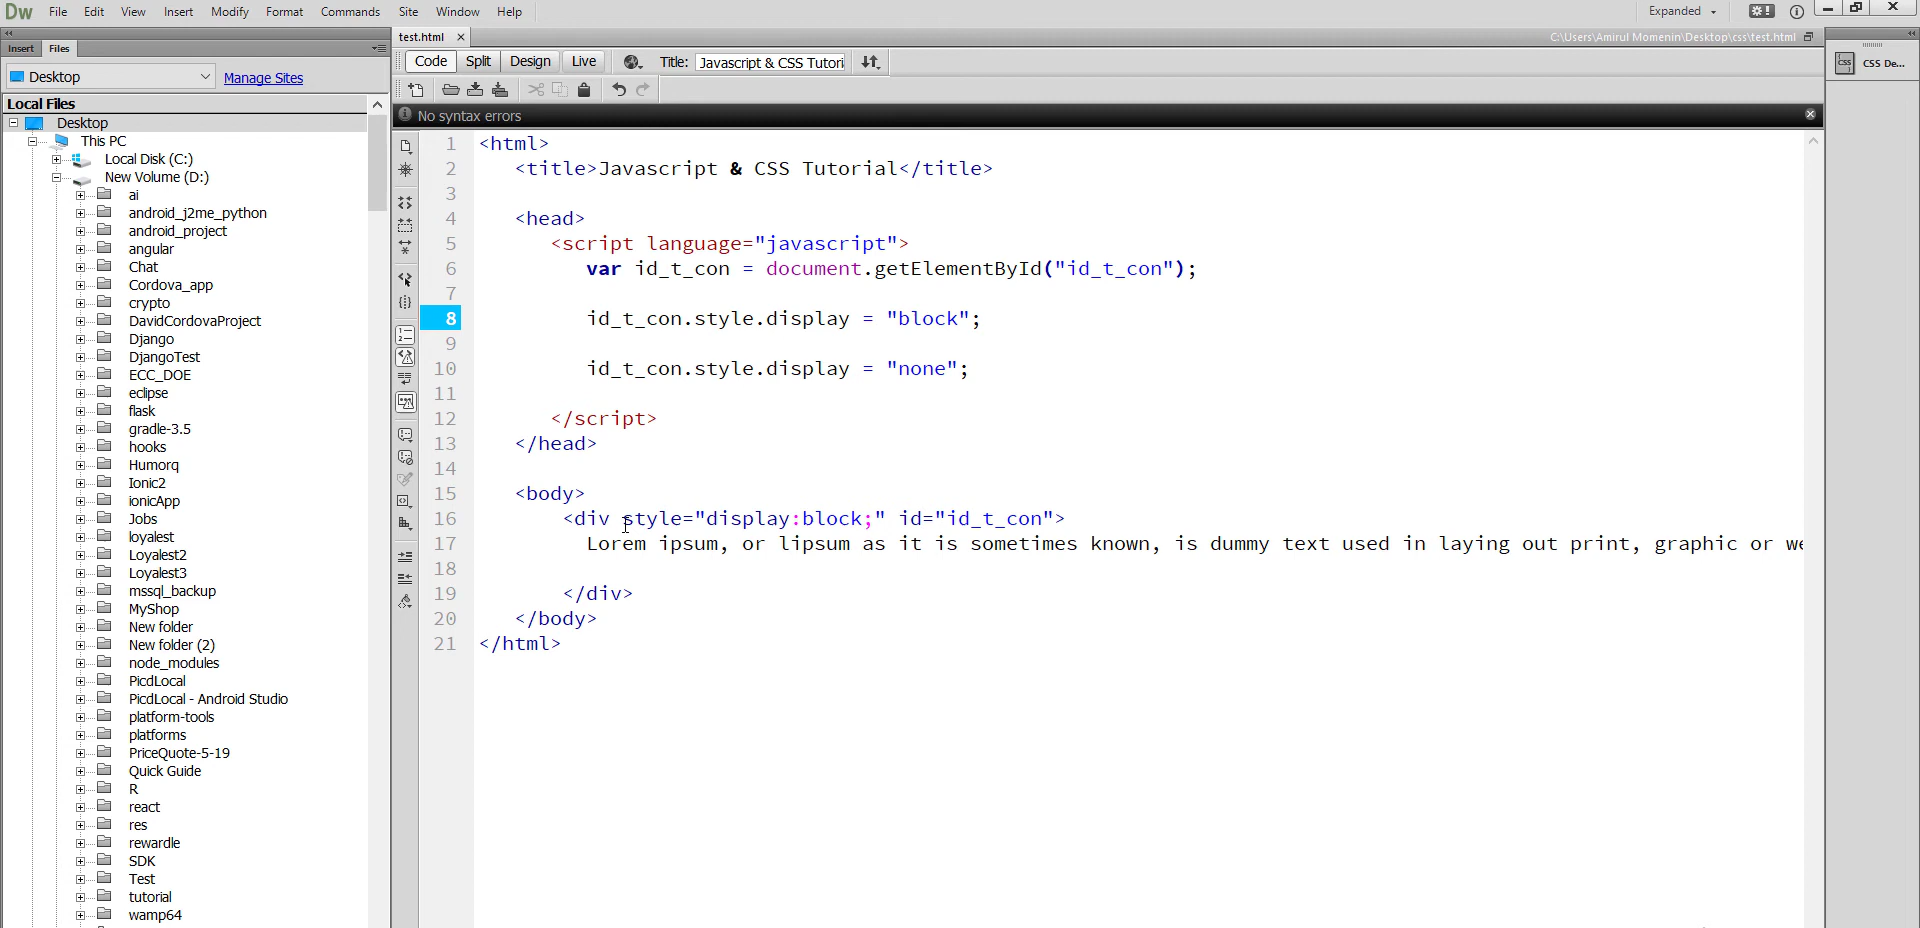 Dw File Edit View Insert Modify Format Commands Site Window Help Expanded
Insert Files
test.html C:\Users\Amirul Momenin\Desktop\css\test.html
Desktop Manage Sites
Code Split Design Live Title: Javascript & CSS Tutori
CSS CSS De...
Local Files
No syntax errors
Desktop
This PC
Local Disk (C:)
New Volume (D:)
ai
android_j2me_python
android_project
angular
Chat
Cordova_app
crypto
DavidCordovaProject
Django
DjangoTest
ECC_DOE
eclipse
flask
gradle-3.5
hooks
Humorq
Ionic2
ionicApp
Jobs
loyalest
Loyalest2
Loyalest3
mssql_backup
MyShop
New folder
New folder (2)
node_modules
PicdLocal
PicdLocal - Android Studio
platform-tools
platforms
PriceQuote-5-19
Quick Guide
R
react
res
rewardle
SDK
Test
tutorial
wamp64
1 <html>
2 <title>Javascript & CSS Tutorial</title>
3
4 <head>
5 <script language="javascript">
6 var id_t_con = document.getElementById("id_t_con");
7
8 id_t_con.style.display = "block";
9
10 id_t_con.style.display = "none";
11
12 </script>
13 </head>
14
15 <body>
16 <div style="display:block;" id="id_t_con">
17 Lorem ipsum, or lipsum as it is sometimes known, is dummy text used in laying out print, graphic or we
18
19 </div>
20 </body>
21 </html>